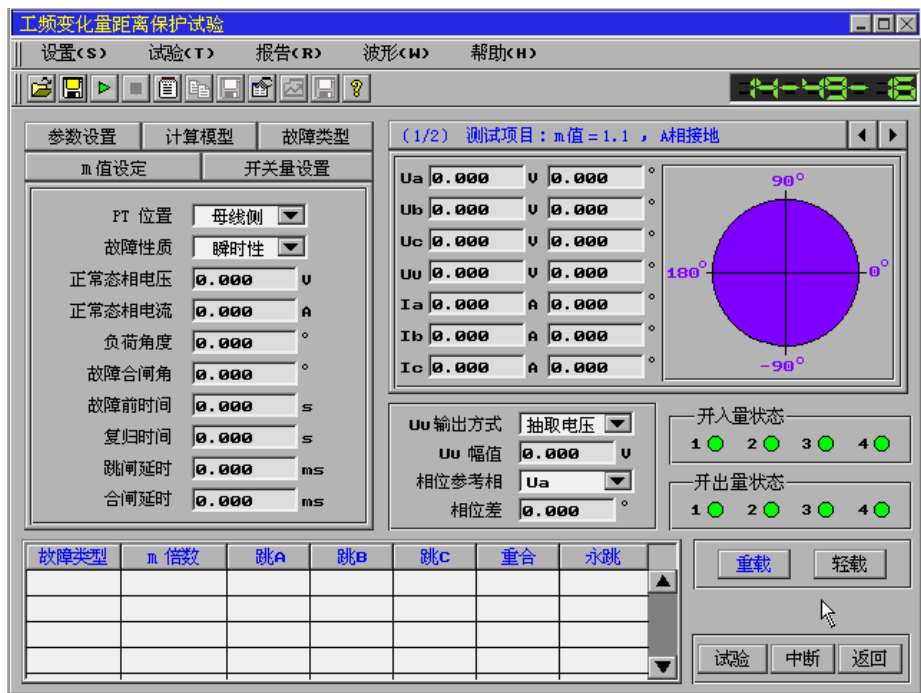 工频变化量距离保护试验
设置(S) 试验(T) 报告(R) 波形(W) 帮助(H)
14-49-16
参数设置 计算模型 故障类型
m值设定 开关量设置
PT 位置 母线侧
故障性质 瞬时性
正常态相电压 0.000 V
正常态相电流 0.000 A
负荷角度 0.000 °
故障合闸角 0.000 °
故障前时间 0.000 s
复归时间 0.000 s
跳闸延时 0.000 ms
合闸延时 0.000 ms
(1/2) 测试项目:m值=1.1 , A相接地
Ua 0.000 V 0.000 °
Ub 0.000 V 0.000 °
Uc 0.000 V 0.000 °
Uu 0.000 V 0.000 °
Ia 0.000 A 0.000 °
Ib 0.000 A 0.000 °
Ic 0.000 A 0.000 °
90°
180° 0°
-90°
Uu输出方式 抽取电压
Uu 幅值 0.000 V
相位参考相 Ua
相位差 0.000 °
开入量状态
1 2 3 4
开出量状态
1 2 3 4
故障类型 m 倍数 跳A 跳B 跳C 重合 永跳
重载 轻载
试验 中断 返回